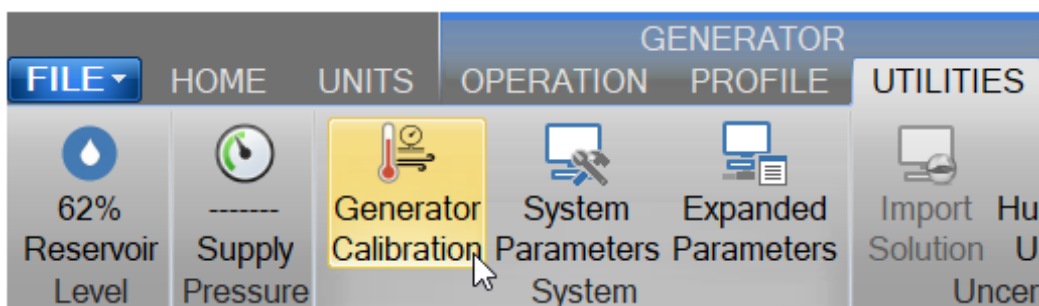 GENERATOR
FILE HOME UNITS OPERATION PROFILE UTILITIES
62% ------- Generator System Expanded Import
Reservoir Supply Calibration Parameters Parameters Solution
Level Pressure System